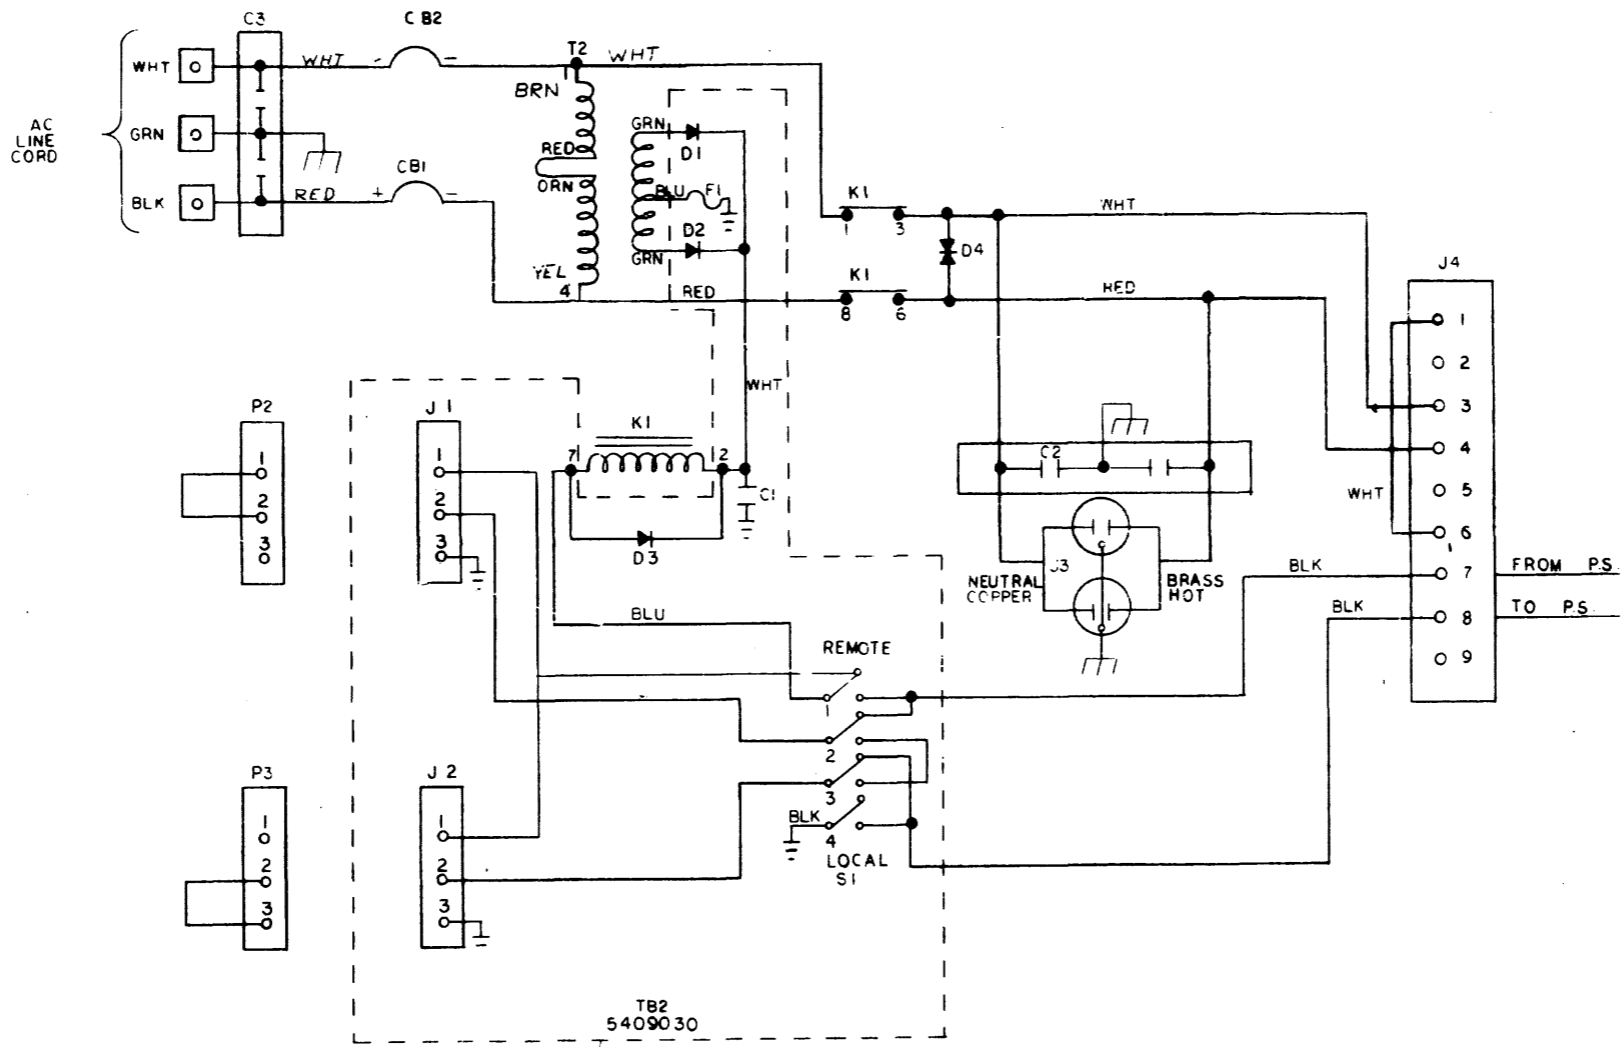 C3
CB2
WHT
WHT
T2
WHT
1
BRN
AC
LINE
CORD
GRN
GRN
D1
RED
CB1
ORN
BLU
F1
BLK
RED
+
-
K1
1
3
WHT
D2
D4
GRN
YEL
4
RED
K1
8
6
RED
J4
1
2
3
4
5
6
7
8
9
WHT
P2
1
2
3
J1
1
2
3
K1
7
2
C1
D3
C2
WHT
J3
NEUTRAL
COPPER
BRASS
HOT
BLK
FROM P.S.
BLK
TO P.S.
BLU
REMOTE
1
2
3
BLK
4
LOCAL
S1
P3
1
2
3
J2
1
2
3
TB2
5409030